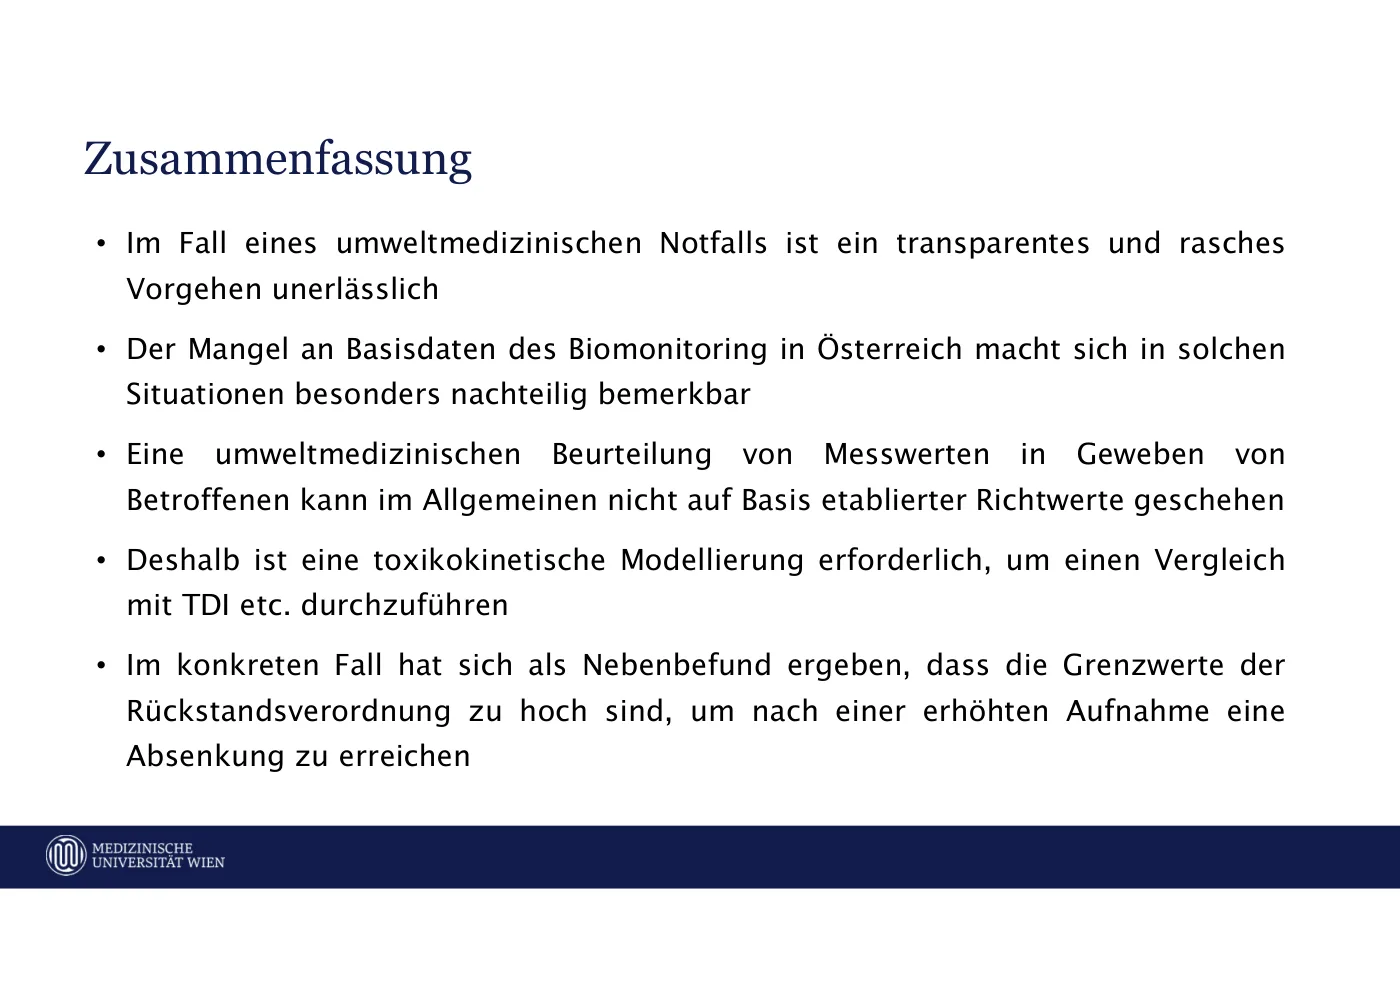 Zusammenfassung
• Im Fall eines umweltmedizinischen Notfalls ist ein transparentes und rasches
Vorgehen unerlässlich
• Der Mangel an Basisdaten des Biomonitoring in Österreich macht sich in solchen
Situationen besonders nachteilig bemerkbar
• Eine umweltmedizinischen Beurteilung von Messwerten in Geweben von
Betroffenen kann im Allgemeinen nicht auf Basis etablierter Richtwerte geschehen
• Deshalb ist eine toxikokinetische Modellierung erforderlich, um einen Vergleich
mit TDI etc. durchzuführen
• Im konkreten Fall hat sich als Nebenbefund ergeben, dass die Grenzwerte der
Rückstandsverordnung zu hoch sind, um nach einer erhöhten Aufnahme eine
Absenkung zu erreichen
MEDIZINISCHE
UNIVERSITÄT WIEN